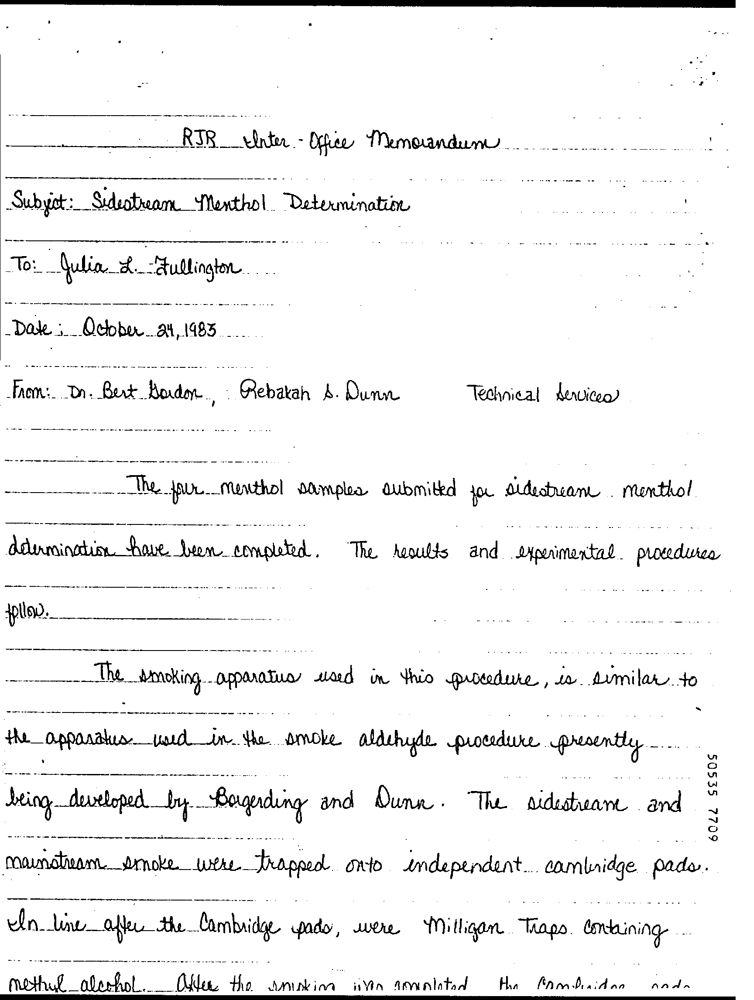 RJR Inter-Office Memorandum
Subject: Sidestream Menthol Determination
To: Julia L. Fullington
Date: October 24, 1983
From: Dr. Bert Gordon, Rebakah S. Dunn Technical Services
The four menthol samples submitted for sidestream menthol
determination have been completed. The results and experimental procedures
follow.
The smoking apparatus used in this procedure, is similar to
the apparatus used in the smoke aldehyde procedure presently
being developed by Borgerding and Dunn. The sidestream and
mainstream smoke were trapped onto independent cambridge pads.
In line after the Cambridge pads, were Milligan Traps containing
methyl alcohol. After the smoking was completed the Cambridge pads
50535 7709